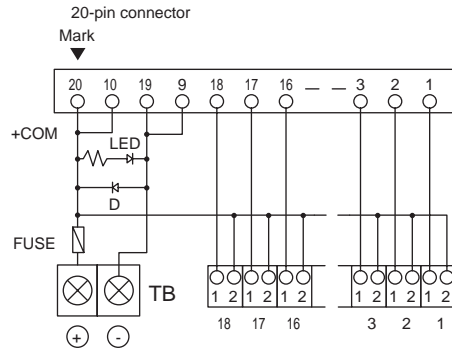 20-pin connector
Mark
20 10 19 9 18 17 16 3 2 1
+COM
LED
D
FUSE
TB
1 2 1 2 1 2 1 2 1 2 1 2
18 17 16 3 2 1
+ -